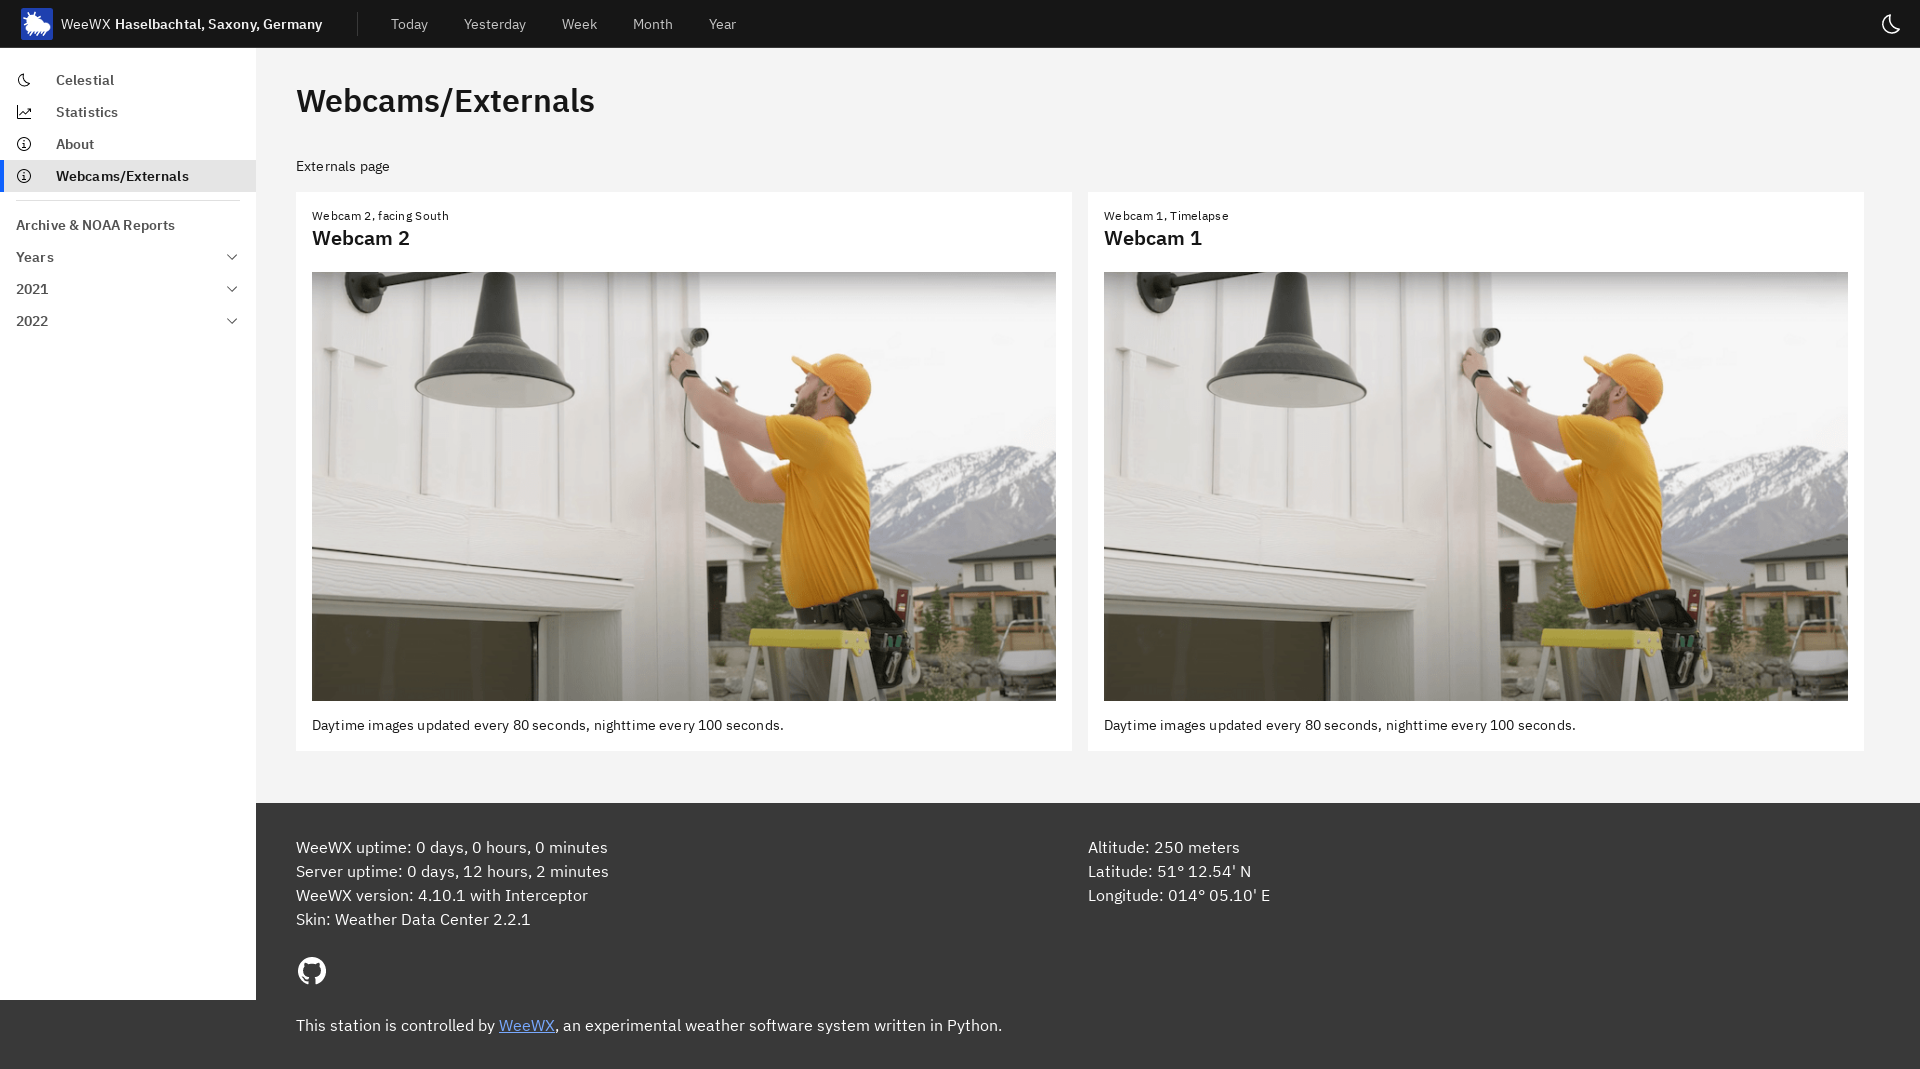 WeeWX Haselbachtal, Saxony, Germany
Today
Yesterday
Week
Month
Year
Celestial
Statistics
About
Webcams/Externals
Archive & NOAA Reports
Years
2021
2022
Webcams/Externals
Externals page
Webcam 2, facing South
Webcam 2
Daytime images updated every 80 seconds, nighttime every 100 seconds.
Webcam 1, Timelapse
Webcam 1
Daytime images updated every 80 seconds, nighttime every 100 seconds.
WeeWX uptime: 0 days, 0 hours, 0 minutes
Server uptime: 0 days, 12 hours, 2 minutes
WeeWX version: 4.10.1 with Interceptor
Skin: Weather Data Center 2.2.1
Altitude: 250 meters
Latitude: 51° 12.54' N
Longitude: 014° 05.10' E
This station is controlled by WeeWX, an experimental weather software system written in Python.